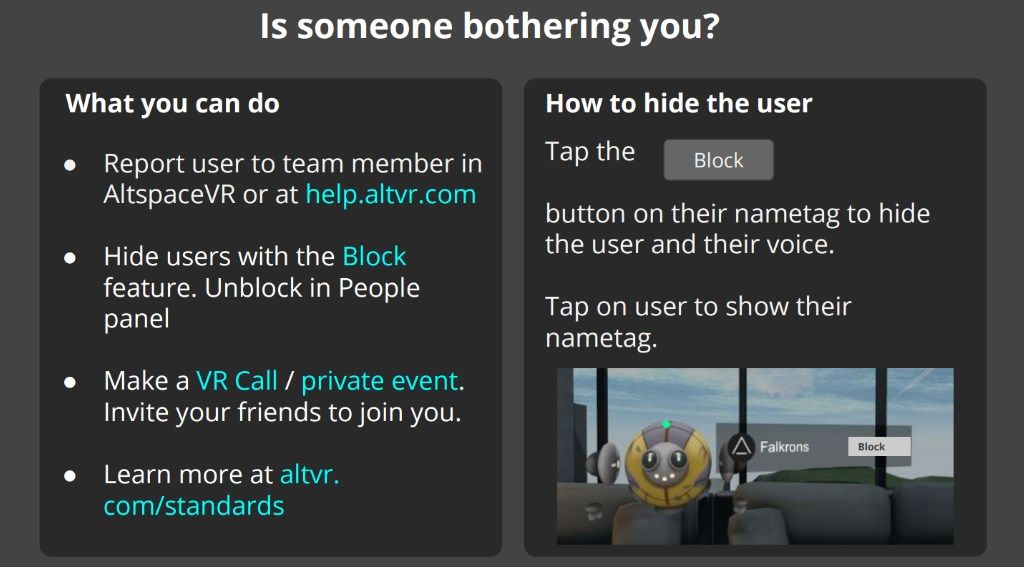 Is someone bothering you?
What you can do
● Report user to team member in
AltspaceVR or at help.altvr.com
● Hide users with the Block
feature. Unblock in People
panel
● Make a VR Call / private event.
Invite your friends to join you.
● Learn more at altvr.
com/standards
How to hide the user
Tap the Block
button on their nametag to hide
the user and their voice.
Tap on user to show their
nametag.
Falkrons Block